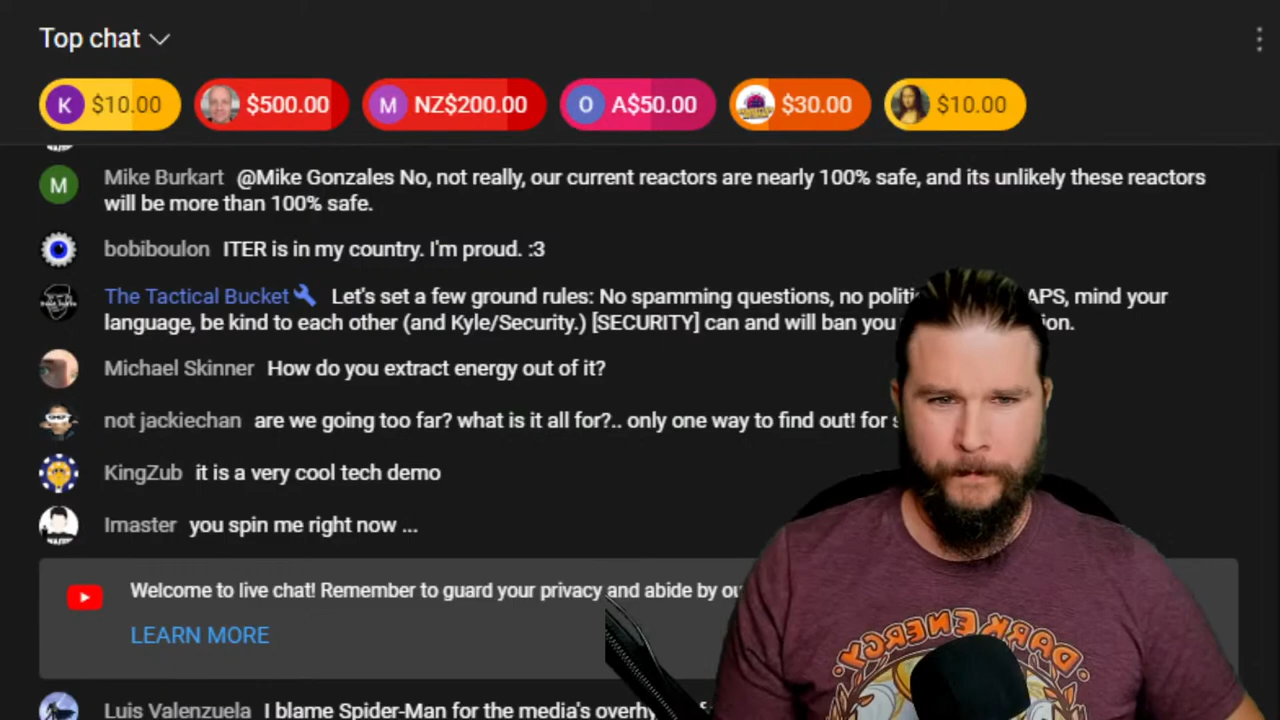 Top chat
K $10.00 $500.00 M NZ$200.00 O A$50.00 $30.00 $10.00
M Mike Burkart @Mike Gonzales No, not really, our current reactors are nearly 100% safe, and its unlikely these reactors
will be more than 100% safe.
bobiboulon ITER is in my country. I'm proud. :3
The Tactical Bucket Let's set a few ground rules: No spamming questions, no APS, mind your
language, be kind to each other (and Kyle/Security.) [SECURITY] can and will ban you
Michael Skinner How do you extract energy out of it?
not jackiechan are we going too far? what is it all for?.. only one way to find out! for
KingZub it is a very cool tech demo
Imaster you spin me right now ...
Welcome to live chat! Remember to guard your privacy and abide by
LEARN MORE
DARK ENERGY
Luis Valenzuela I blame Spider-Man for the media's